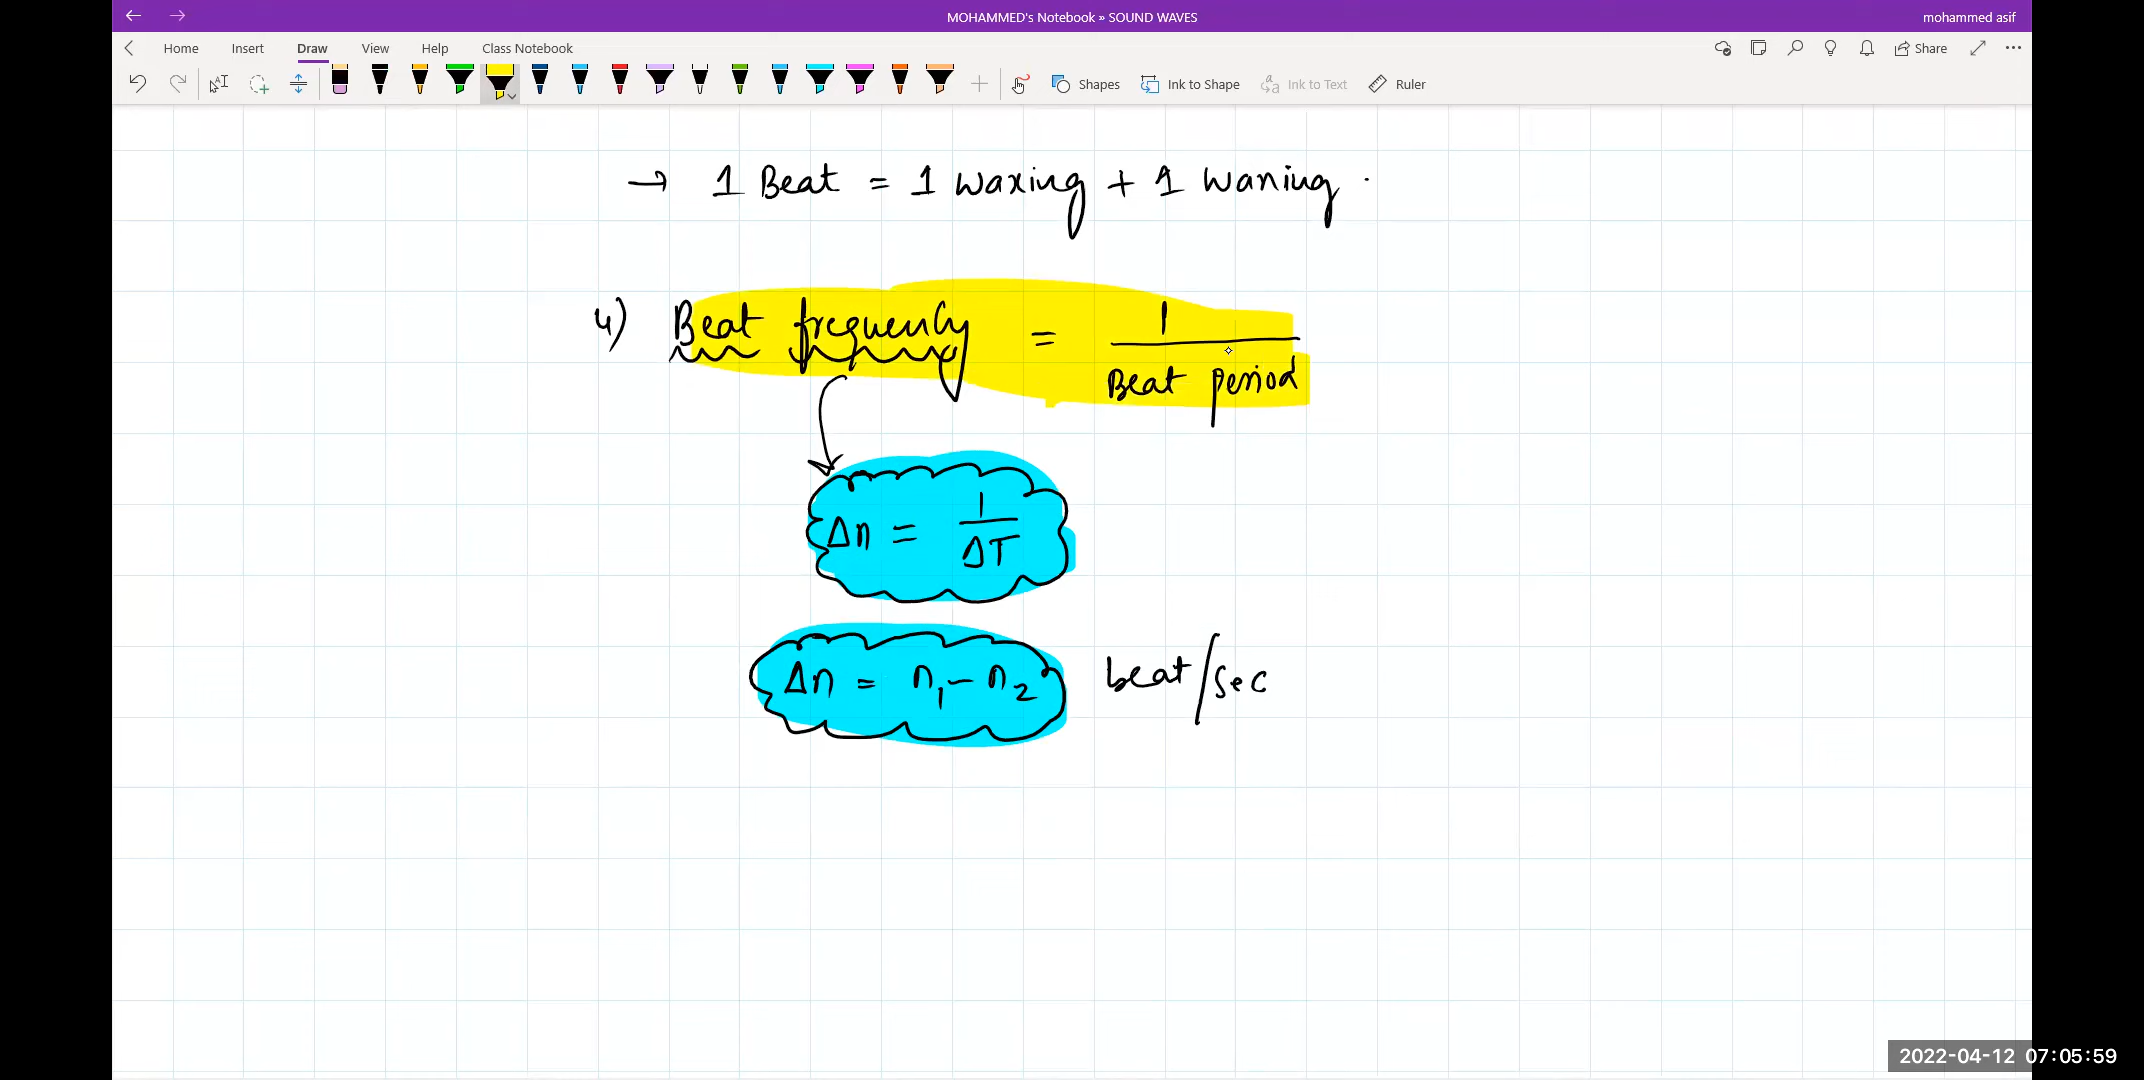 MOHAMMED's Notebook » SOUND WAVES
mohammed asif
Home Insert Draw View Help Class Notebook
Share
Shapes Ink to Shape Ink to Text Ruler
→ 1 Beat = 1 waxing + 1 waning .
4) Beat frequency = 1 / Beat period
Δn = 1 / ΔT
Δn = n₁ – n₂ beat/sec
2022-04-12 07:05:59